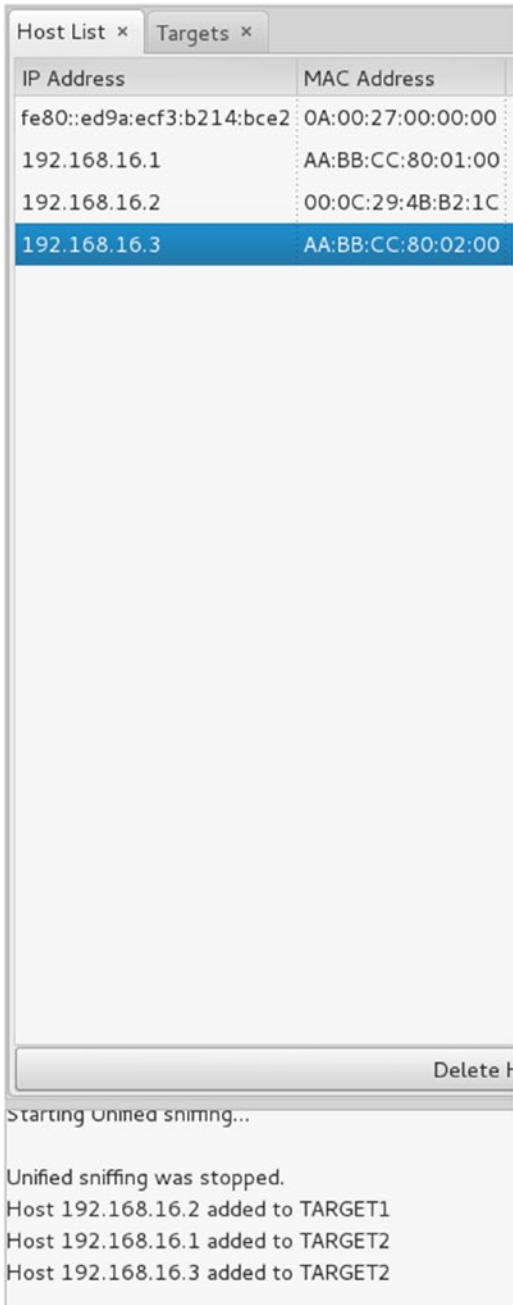 Host List × Targets ×
IP Address MAC Address
fe80::ed9a:ecf3:b214:bce2 0A:00:27:00:00:00
192.168.16.1 AA:BB:CC:80:01:00
192.168.16.2 00:0C:29:4B:B2:1C
192.168.16.3 AA:BB:CC:80:02:00
Delete H
Starting Unified sniffing...
Unified sniffing was stopped.
Host 192.168.16.2 added to TARGET1
Host 192.168.16.1 added to TARGET2
Host 192.168.16.3 added to TARGET2